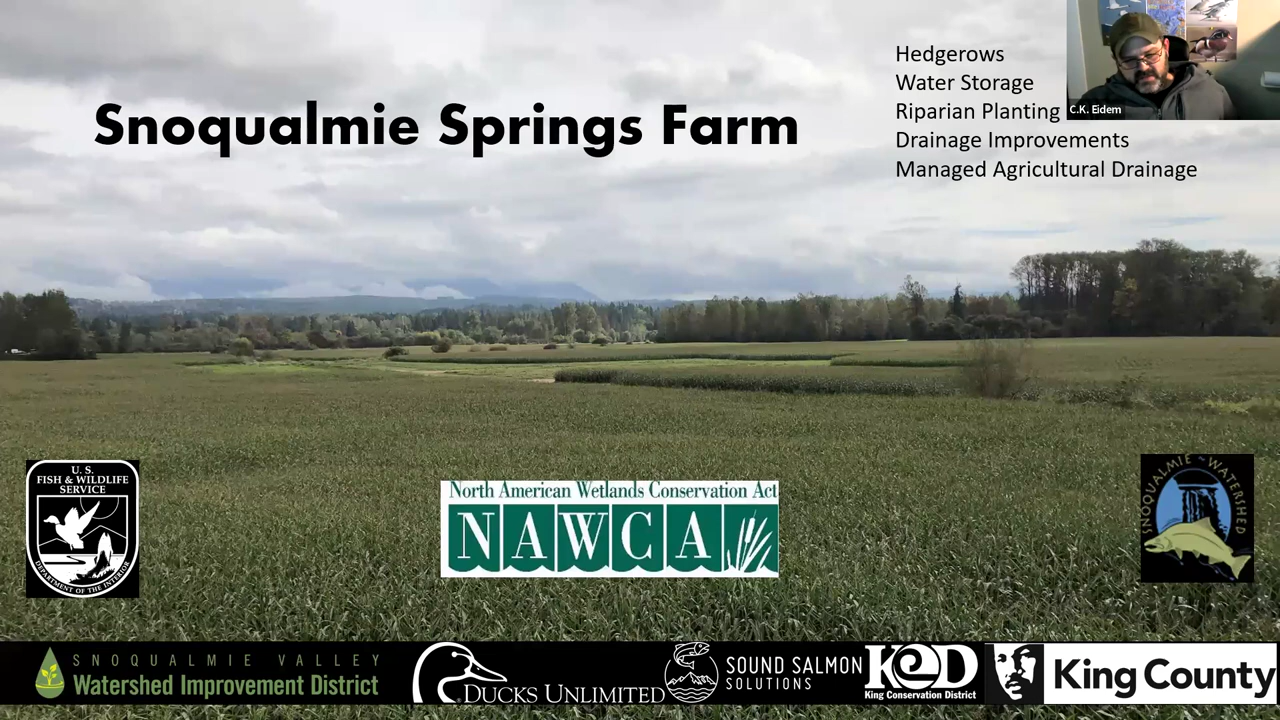 Snoqualmie Springs Farm
Hedgerows
Water Storage
Riparian Planting
Drainage Improvements
Managed Agricultural Drainage
C.K. Eidem
U. S.
FISH & WILDLIFE
SERVICE
DEPARTMENT OF THE INTERIOR
North American Wetlands Conservation Act
NAWCA
SNOQUALMIE WATERSHED
SNOQUALMIE VALLEY
Watershed Improvement District
DUCKS UNLIMITED
SOUND SALMON
SOLUTIONS
KCD
King Conservation District
King County